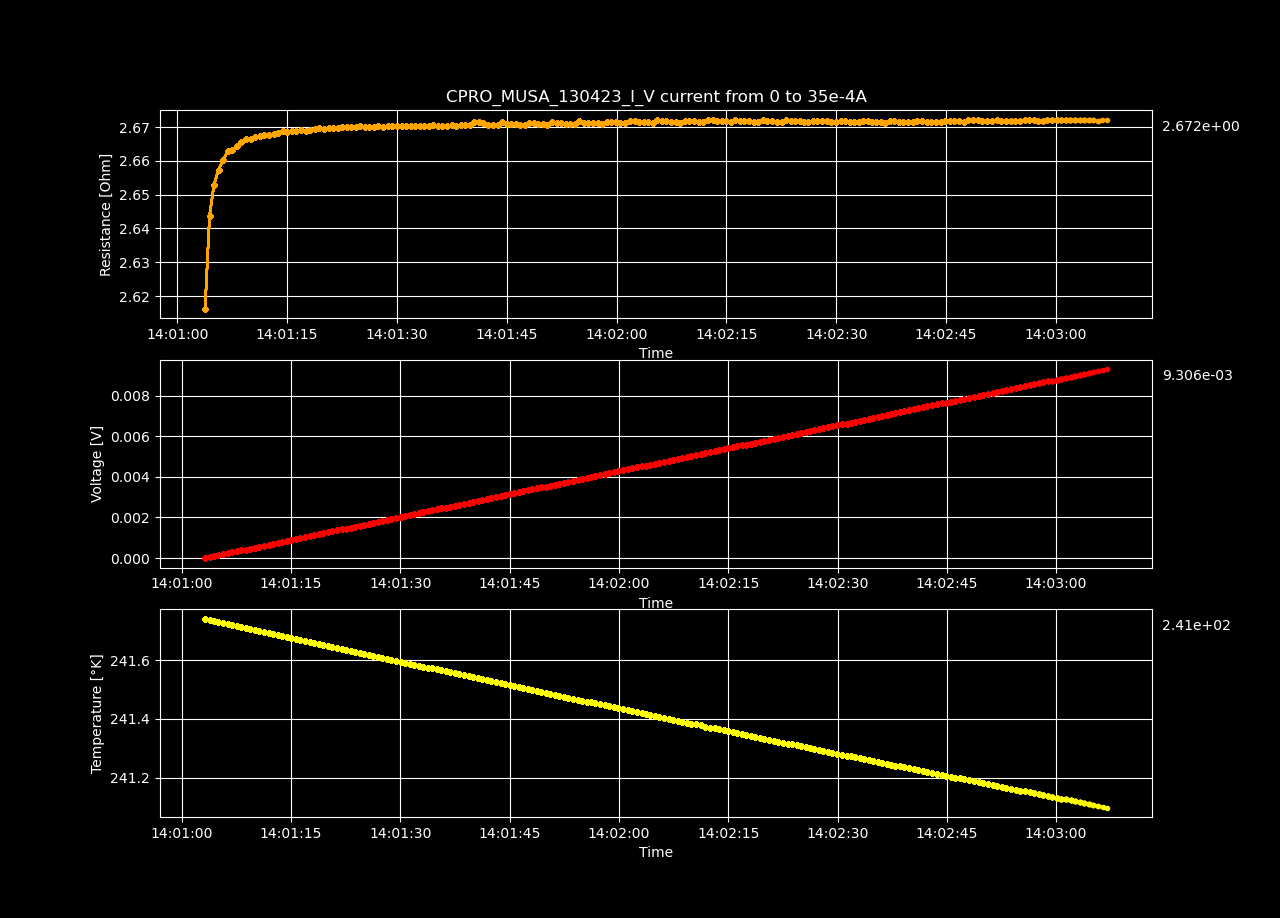 CPRO_MUSA_130423_I_V current from 0 to 35e-4A
2.67
2.66
2.65
2.64
2.63
2.62
Resistance [Ohm]
2.672e+00
14:01:00 14:01:15 14:01:30 14:01:45 14:02:00 14:02:15 14:02:30 14:02:45 14:03:00
Time
0.008
0.006
0.004
0.002
0.000
Voltage [V]
9.306e-03
14:01:00 14:01:15 14:01:30 14:01:45 14:02:00 14:02:15 14:02:30 14:02:45 14:03:00
Time
241.6
241.4
241.2
Temperature [°K]
2.41e+02
14:01:00 14:01:15 14:01:30 14:01:45 14:02:00 14:02:15 14:02:30 14:02:45 14:03:00
Time